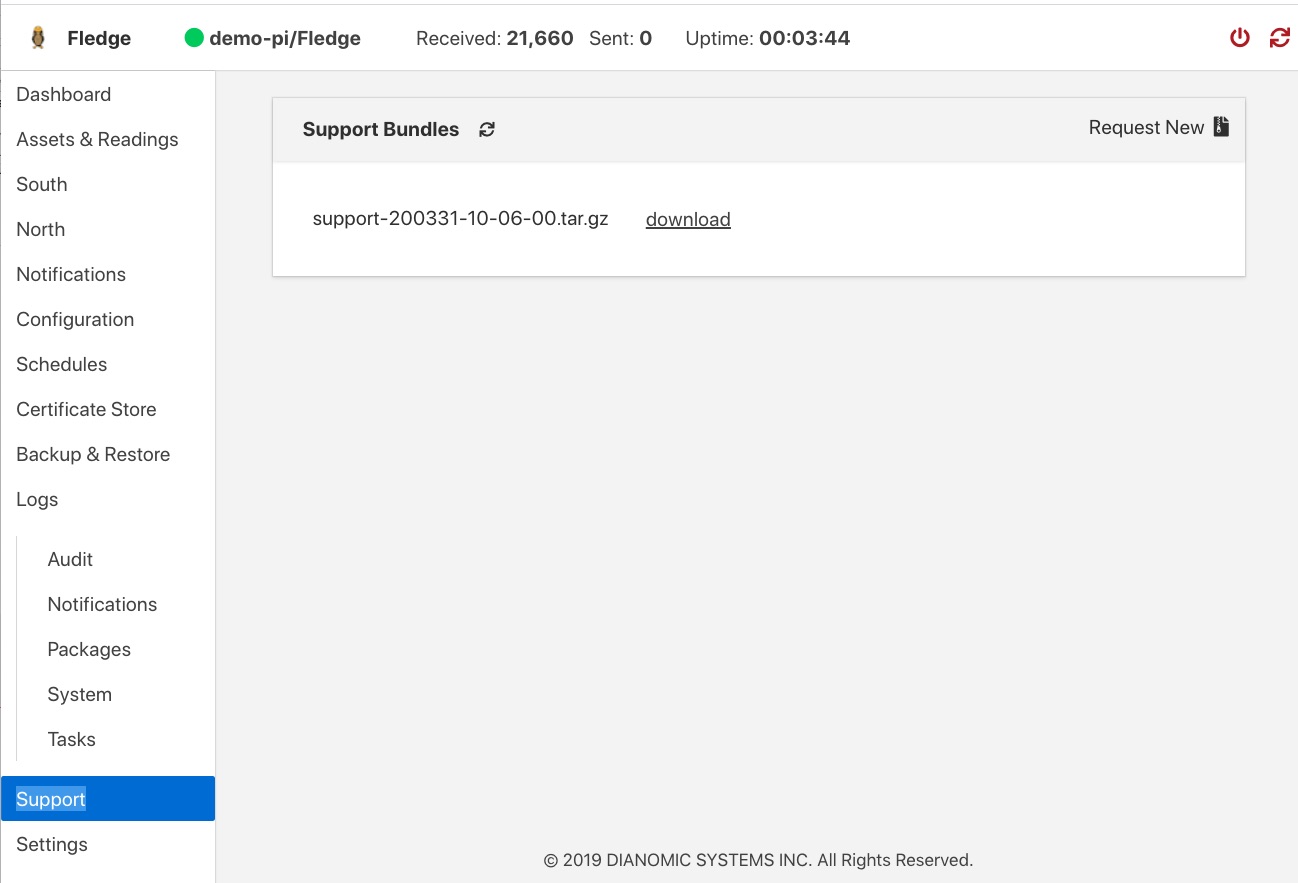 Fledge demo-pi/Fledge Received: 21,660 Sent: 0 Uptime: 00:03:44
Dashboard
Assets & Readings
South
North
Notifications
Configuration
Schedules
Certificate Store
Backup & Restore
Logs
Audit
Notifications
Packages
System
Tasks
Support
Settings
Support Bundles Request New
support-200331-10-06-00.tar.gz download
© 2019 DIANOMIC SYSTEMS INC. All Rights Reserved.